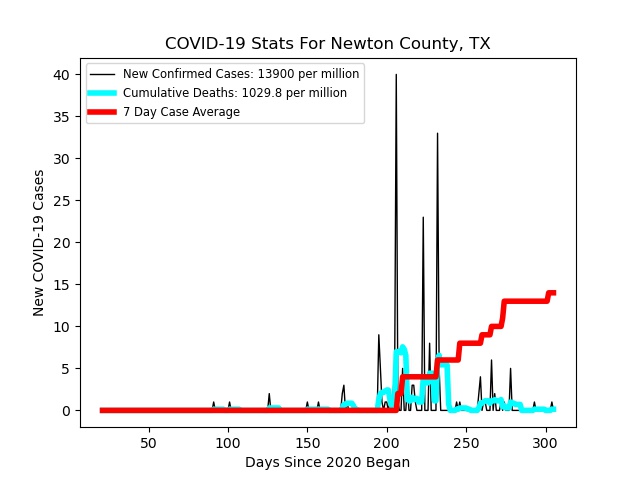 COVID-19 Stats For Newton County, TX
New Confirmed Cases: 13900 per million
Cumulative Deaths: 1029.8 per million
7 Day Case Average
40
35
30
25
20
15
10
5
0
New COVID-19 Cases
50 100 150 200 250 300
Days Since 2020 Began